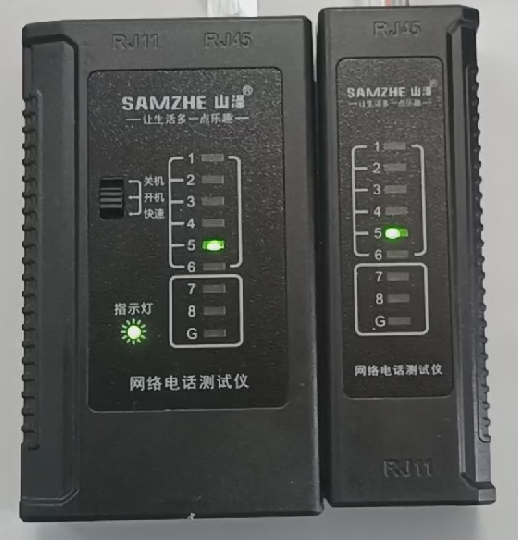 RJ11 RJ45
SAMZHE 山泽®
让生活多一点乐趣
1
关机
2
开机
3
快速
4
5
6
7
指示灯
8
G
网络电话测试仪
RJ45
SAMZHE 山泽®
让生活多一点乐趣
1
2
3
4
5
6
7
8
G
网络电话测试仪
RJ11